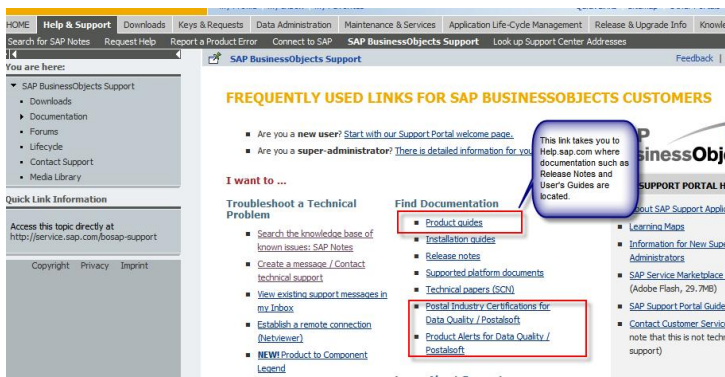 HOME Help & Support Downloads Keys & Requests Data Administration Maintenance & Services Application Life-Cycle Management Release & Upgrade Info
Search for SAP Notes Request Help Report a Product Error Connect to SAP SAP BusinessObjects Support Look up Support Center Addresses
You are here:
SAP BusinessObjects Support
Downloads
Documentation
Forums
Lifecycle
Contact Support
Media Library
Quick Link Information
Access this topic directly at
http://service.sap.com/bosap-support
Copyright Privacy Imprint
SAP BusinessObjects Support
Feedback |
FREQUENTLY USED LINKS FOR SAP BUSINESSOBJECTS CUSTOMERS
Are you a new user? Start with our Support Portal welcome page.
Are you a super-administrator? There is detailed information for you
This link takes you to
Help.sap.com where
documentation such as
Release Notes and
User's Guides are
located.
I want to ...
Troubleshoot a Technical
Problem
Search the knowledge base of
known issues: SAP Notes
Create a message / Contact
technical support
View existing support messages in
my Inbox
Establish a remote connection
(Netviewer)
NEW! Product to Component
Legend
Find Documentation
Product guides
Installation guides
Release notes
Supported platform documents
Technical papers (SCN)
Postal Industry Certifications for
Data Quality / Postalsoft
Product Alerts for Data Quality /
Postalsoft
P
sinessObj
SUPPORT PORTAL H
out SAP Support Appli
Learning Maps
Information for New Supe
Administrators
SAP Service Marketplace
(Adobe Flash, 29.7MB)
SAP Support Portal Guide
Contact Customer Servic
note that this is not techn
support)